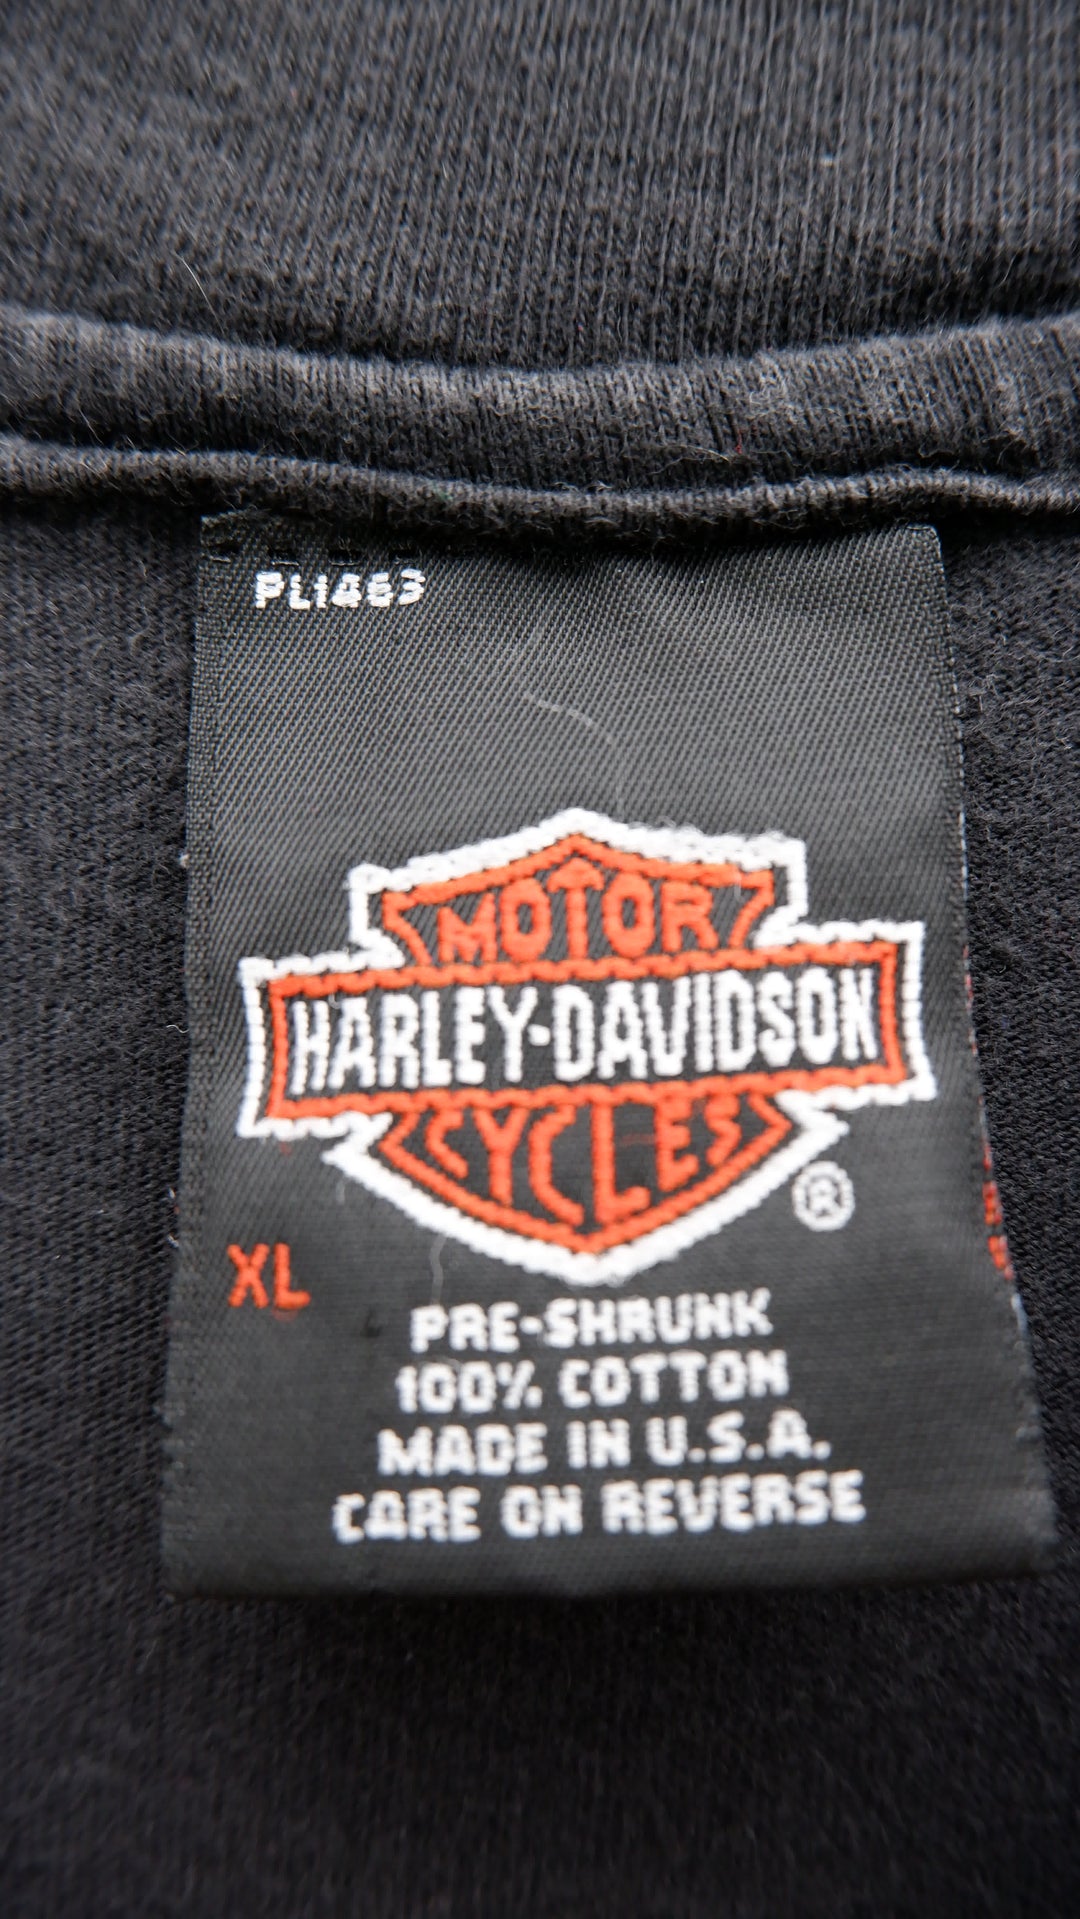 PL1463
MOTOR
HARLEY-DAVIDSON
CYCLES
®
XL
PRE-SHRUNK
100% COTTON
MADE IN U.S.A.
CARE ON REVERSE